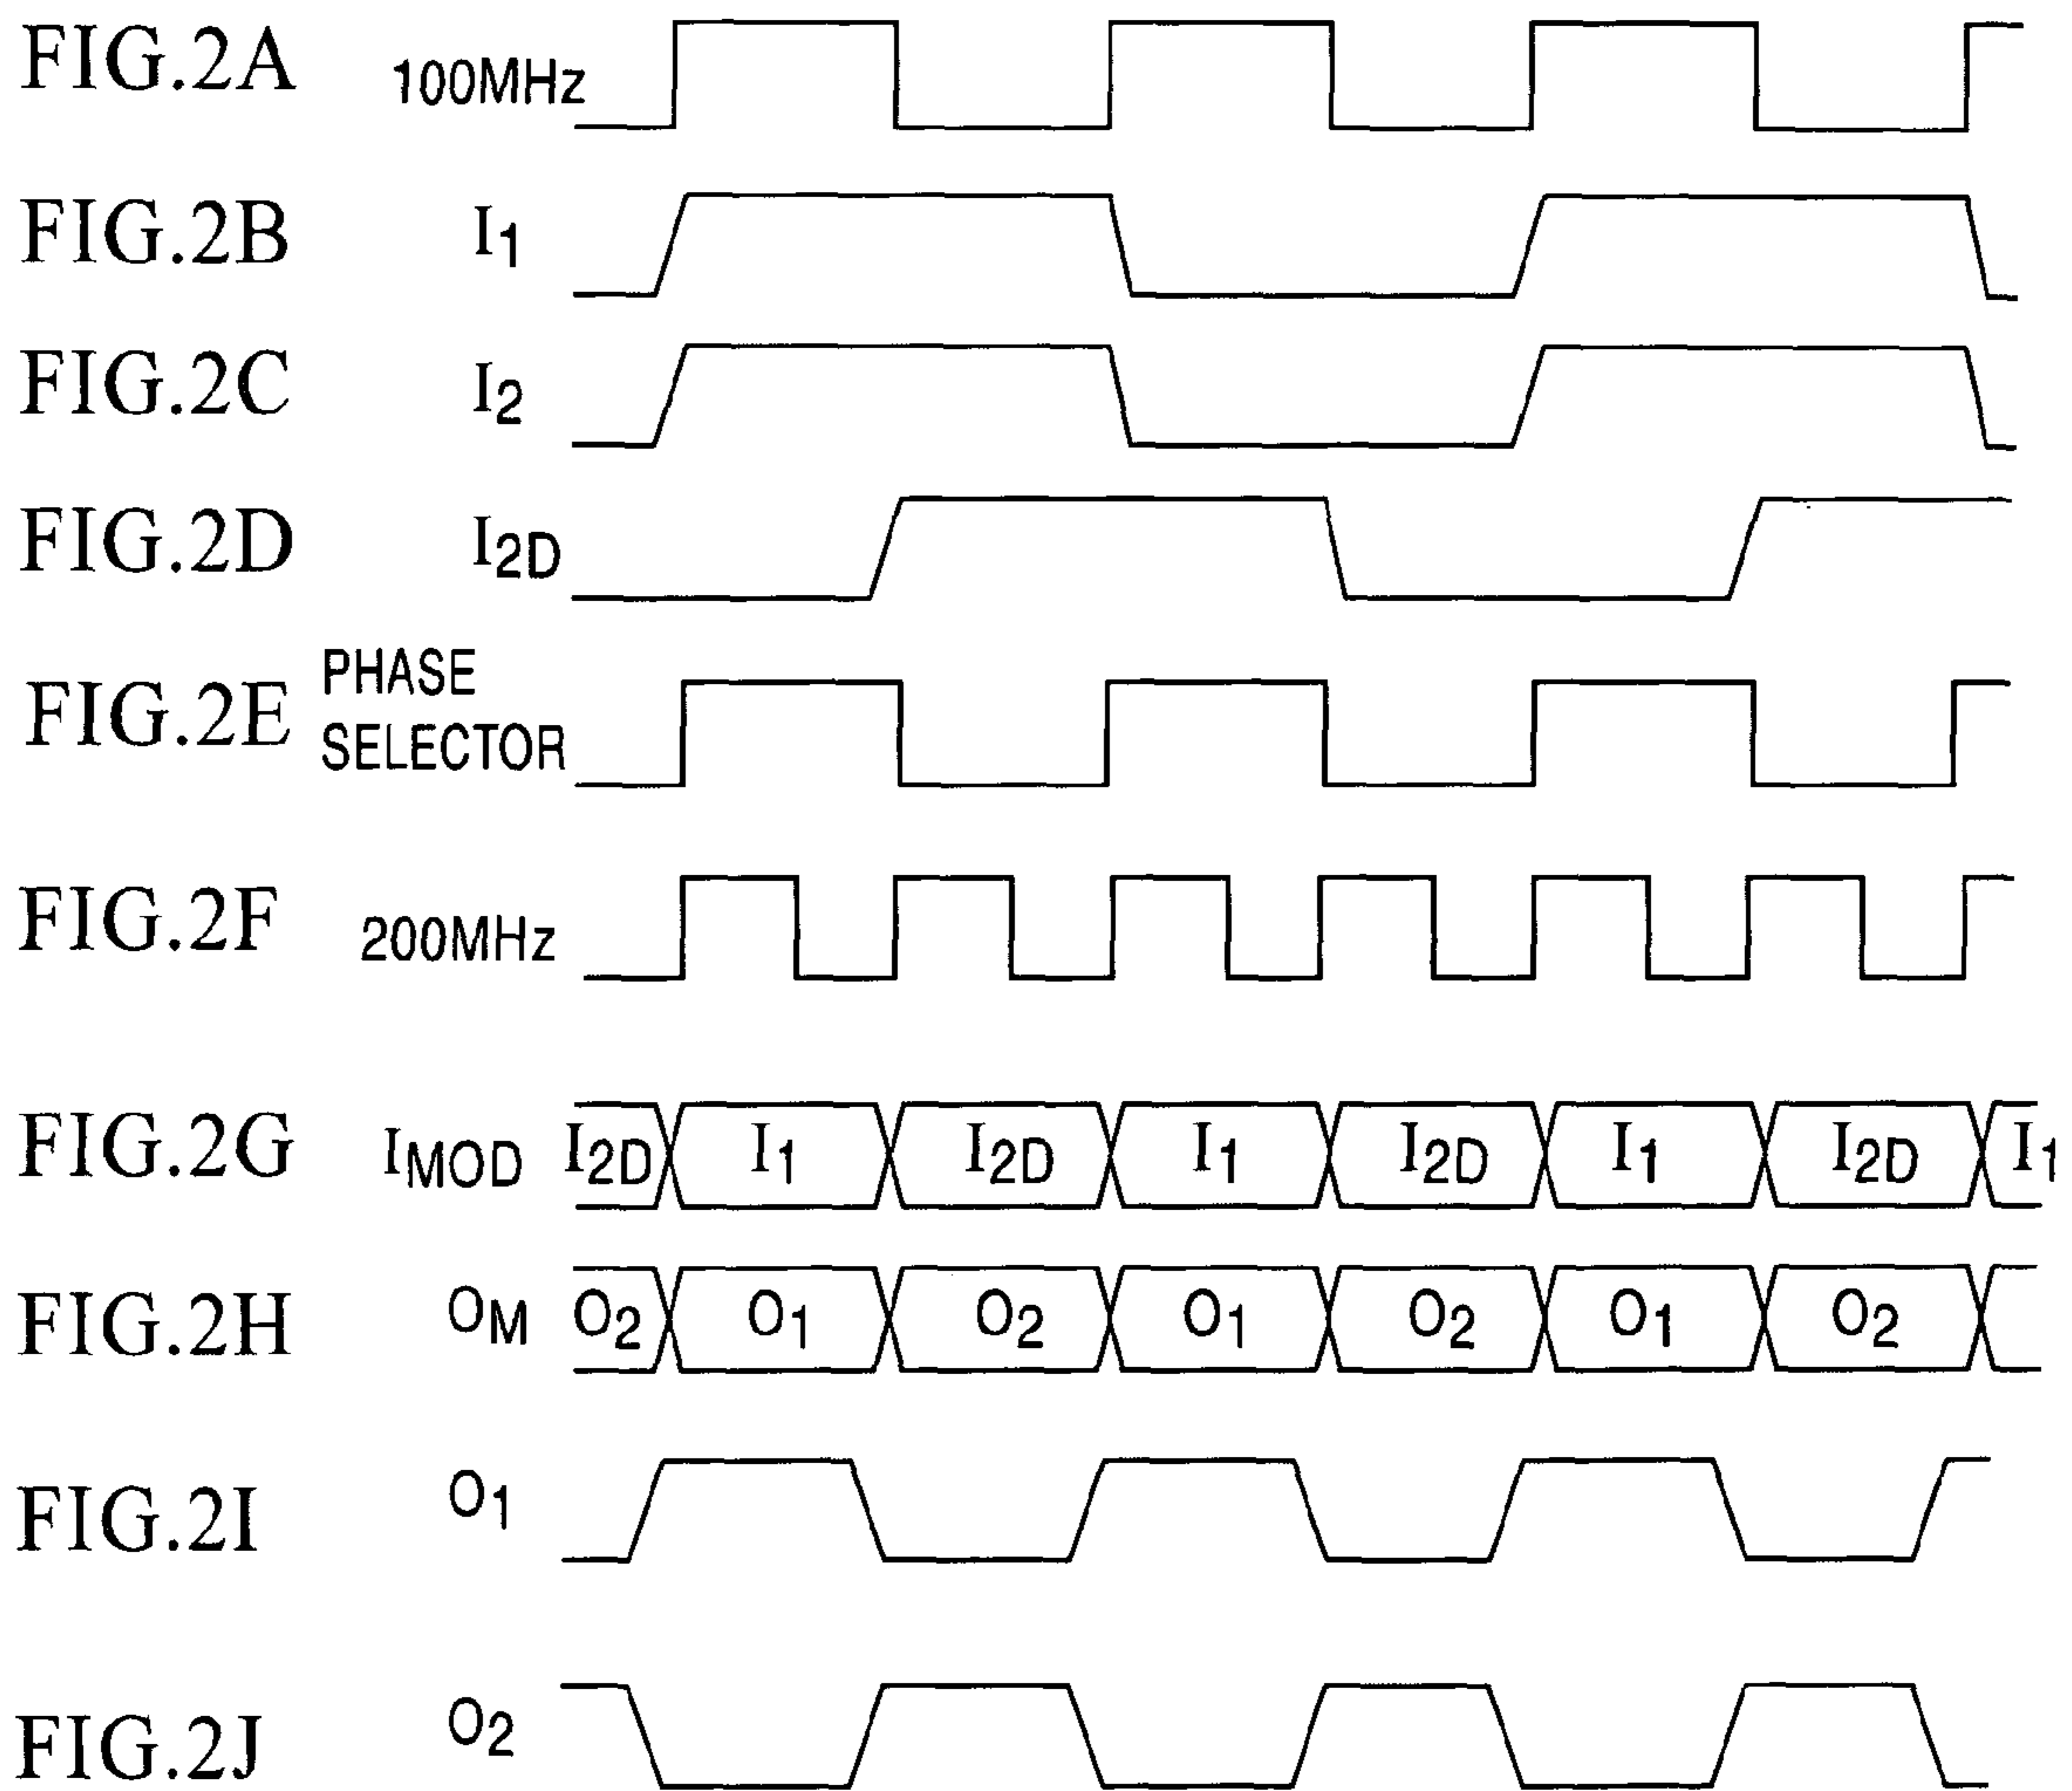 FIG.2A 100MHz
FIG.2B I1
FIG.2C I2
FIG.2D I2D
FIG.2E PHASE SELECTOR
FIG.2F 200MHz
FIG.2G IMOD I2D I1 I2D I1 I2D I1 I2D I1
FIG.2H OM O2 O1 O2 O1 O2 O1 O2
FIG.2I O1
FIG.2J O2